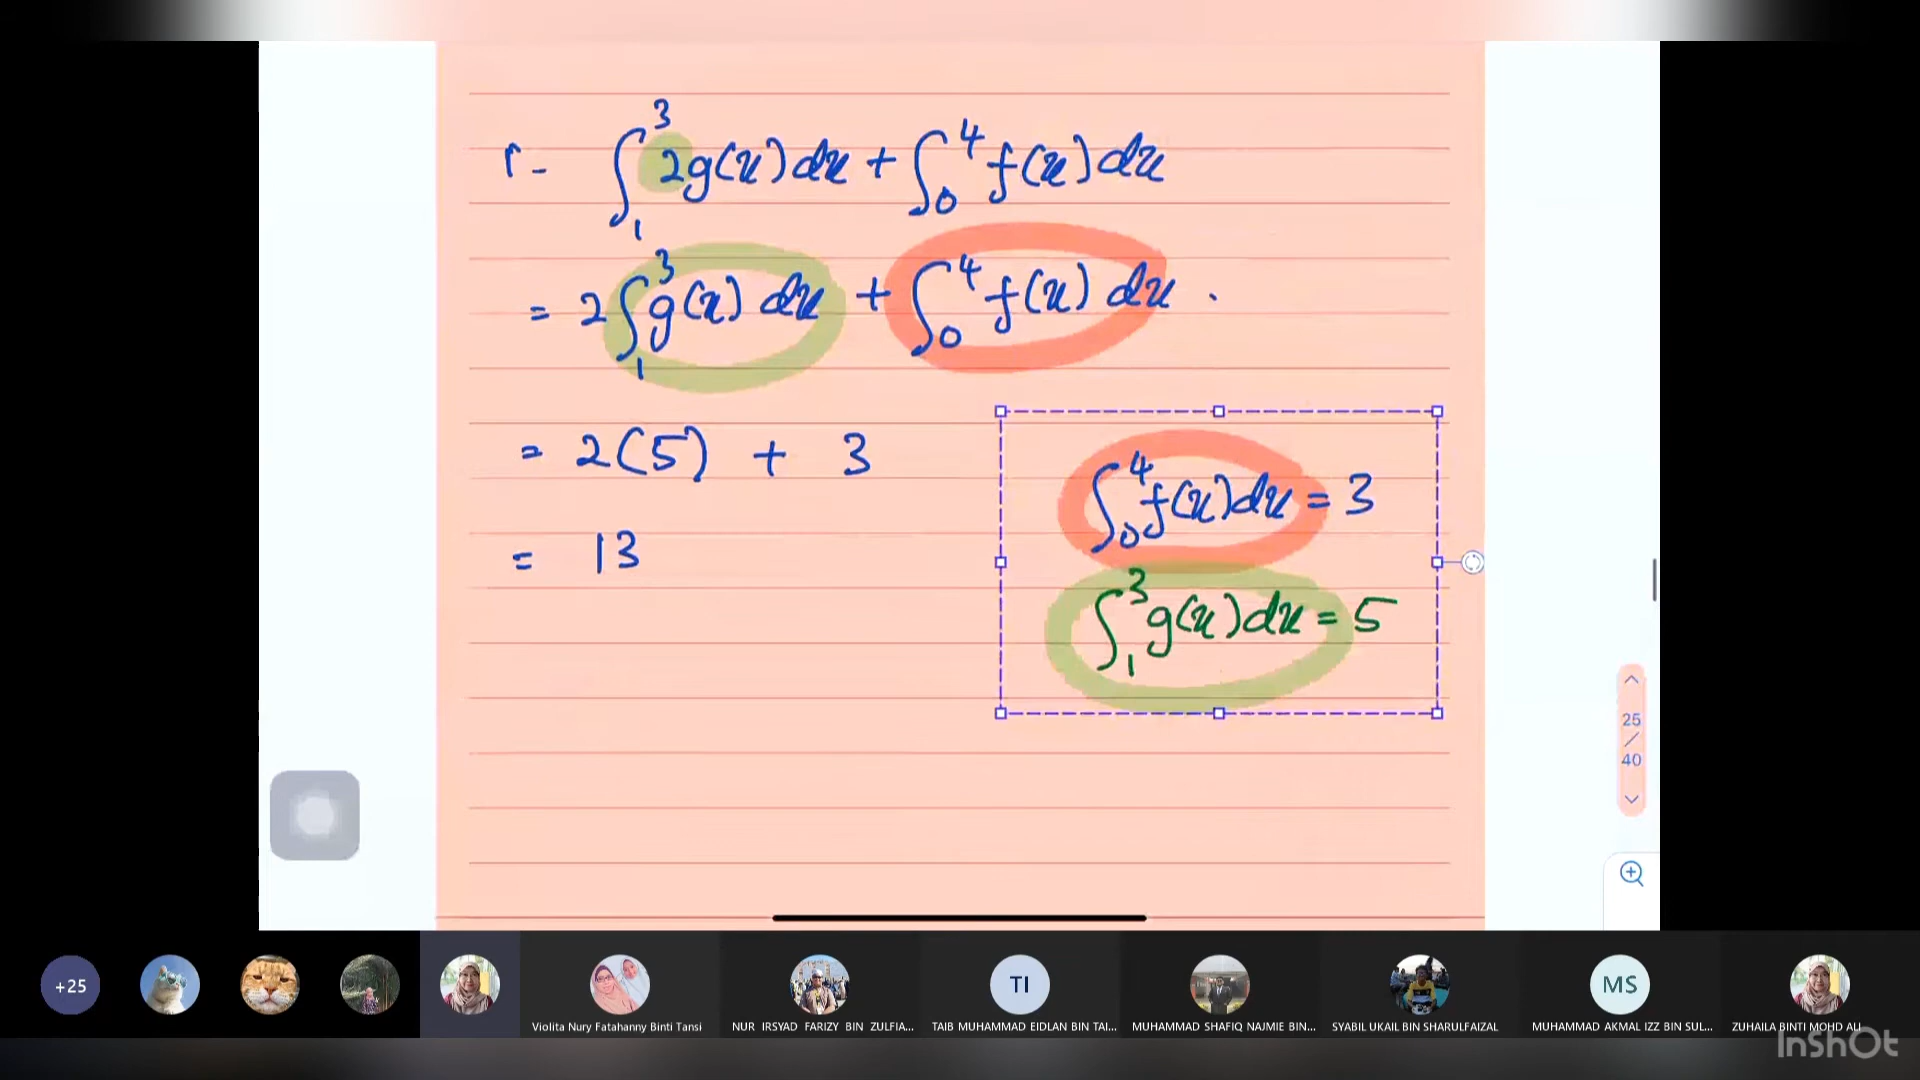 r- ∫₁³ 2g(x)dx + ∫₀⁴ f(x)dx
= 2∫₁³ g(x) dx + ∫₀⁴ f(x) dx .
= 2(5) + 3
= 13
∫₀⁴ f(x)dx = 3
∫₁³ g(x)dx = 5
25
/
40
+25
TI
MS
Violita Nury Fatahanny Binti Tansi
NUR IRSYAD FARIZY BIN ZULFIA...
TAIB MUHAMMAD EIDLAN BIN TAI...
MUHAMMAD SHAFIQ NAJMIE BIN...
SYABIL UKAIL BIN SHARULFAIZAL
MUHAMMAD AKMAL IZZ BIN SUL...
ZUHAILA BINTI MOHD ALI
InShOt